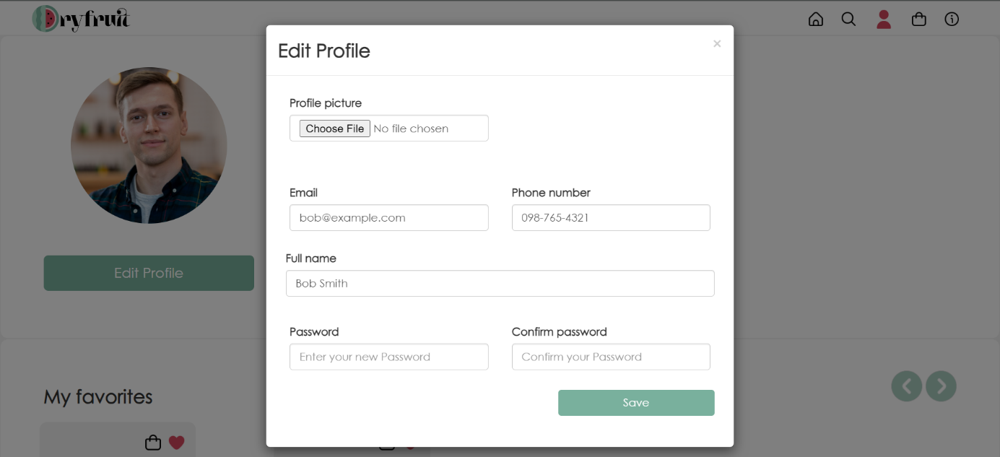 Dryfruit
Edit Profile
×
Profile picture
Choose File No file chosen
Email
Phone number
bob@example.com
098-765-4321
Full name
Bob Smith
Edit Profile
Password
Confirm password
Enter your new Password
Confirm your Password
Save
My favorites